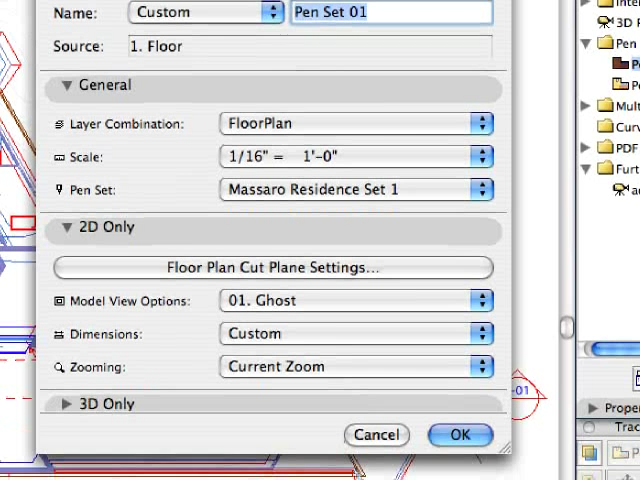 Name: Custom Pen Set 01
Source: 1. Floor
General
Layer Combination: FloorPlan
Scale: 1/16" = 1'-0"
Pen Set: Massaro Residence Set 1
2D Only
Floor Plan Cut Plane Settings...
Model View Options: 01. Ghost
Dimensions: Custom
Zooming: Current Zoom
3D Only
Cancel OK
Pen
Mult
Curv
PDF
Furt
-01
Prope
Trac